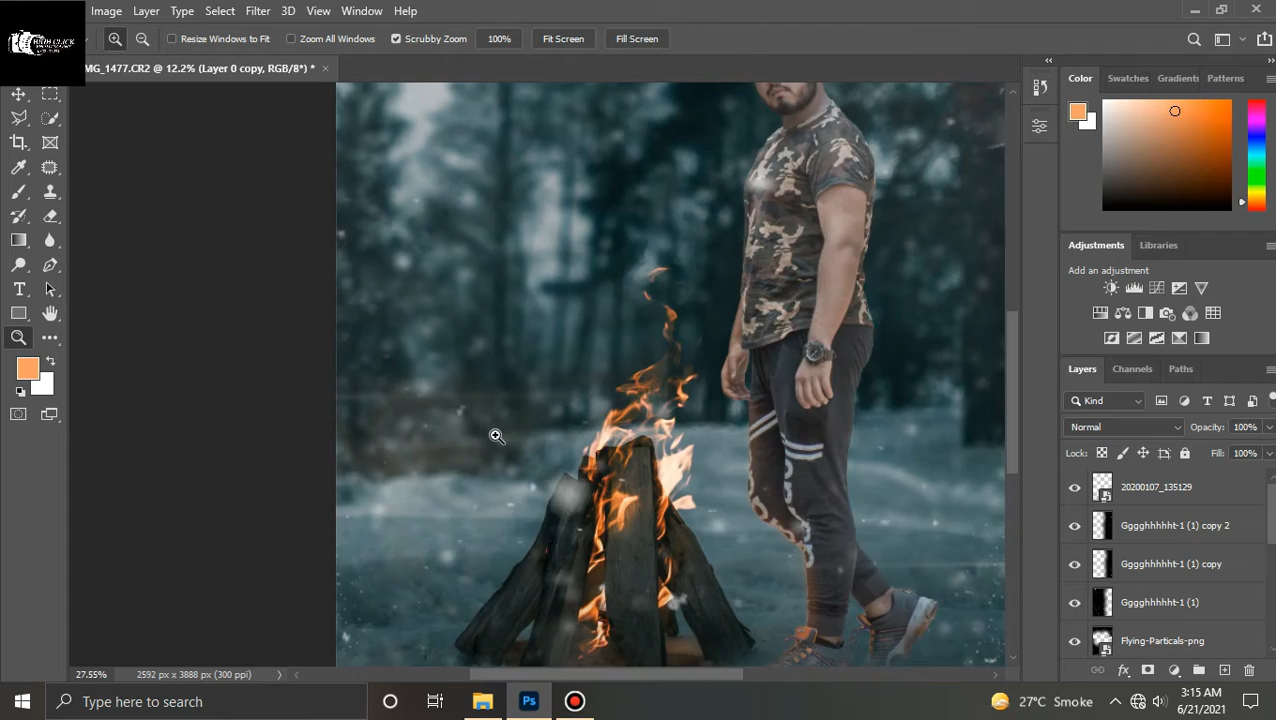 HIGH CLICK
Image Layer Type Select Filter 3D View Window Help
Resize Windows to Fit Zoom All Windows Scrubby Zoom 100% Fit Screen Fill Screen
MG_1477.CR2 @ 12.2% (Layer 0 copy, RGB/8*) *
Color Swatches Gradients Patterns
Adjustments Libraries
Add an adjustment
Layers Channels Paths
Kind
Normal Opacity: 100%
Lock: Fill: 100%
20200107_135129
Gggghhhhht-1 (1) copy 2
Gggghhhhht-1 (1) copy
Gggghhhhht-1 (1)
Flying-Particals-png
27.55% 2592 px x 3888 px (300 ppi)
Type here to search
Ps
27°C Smoke
3:15 AM
6/21/2021